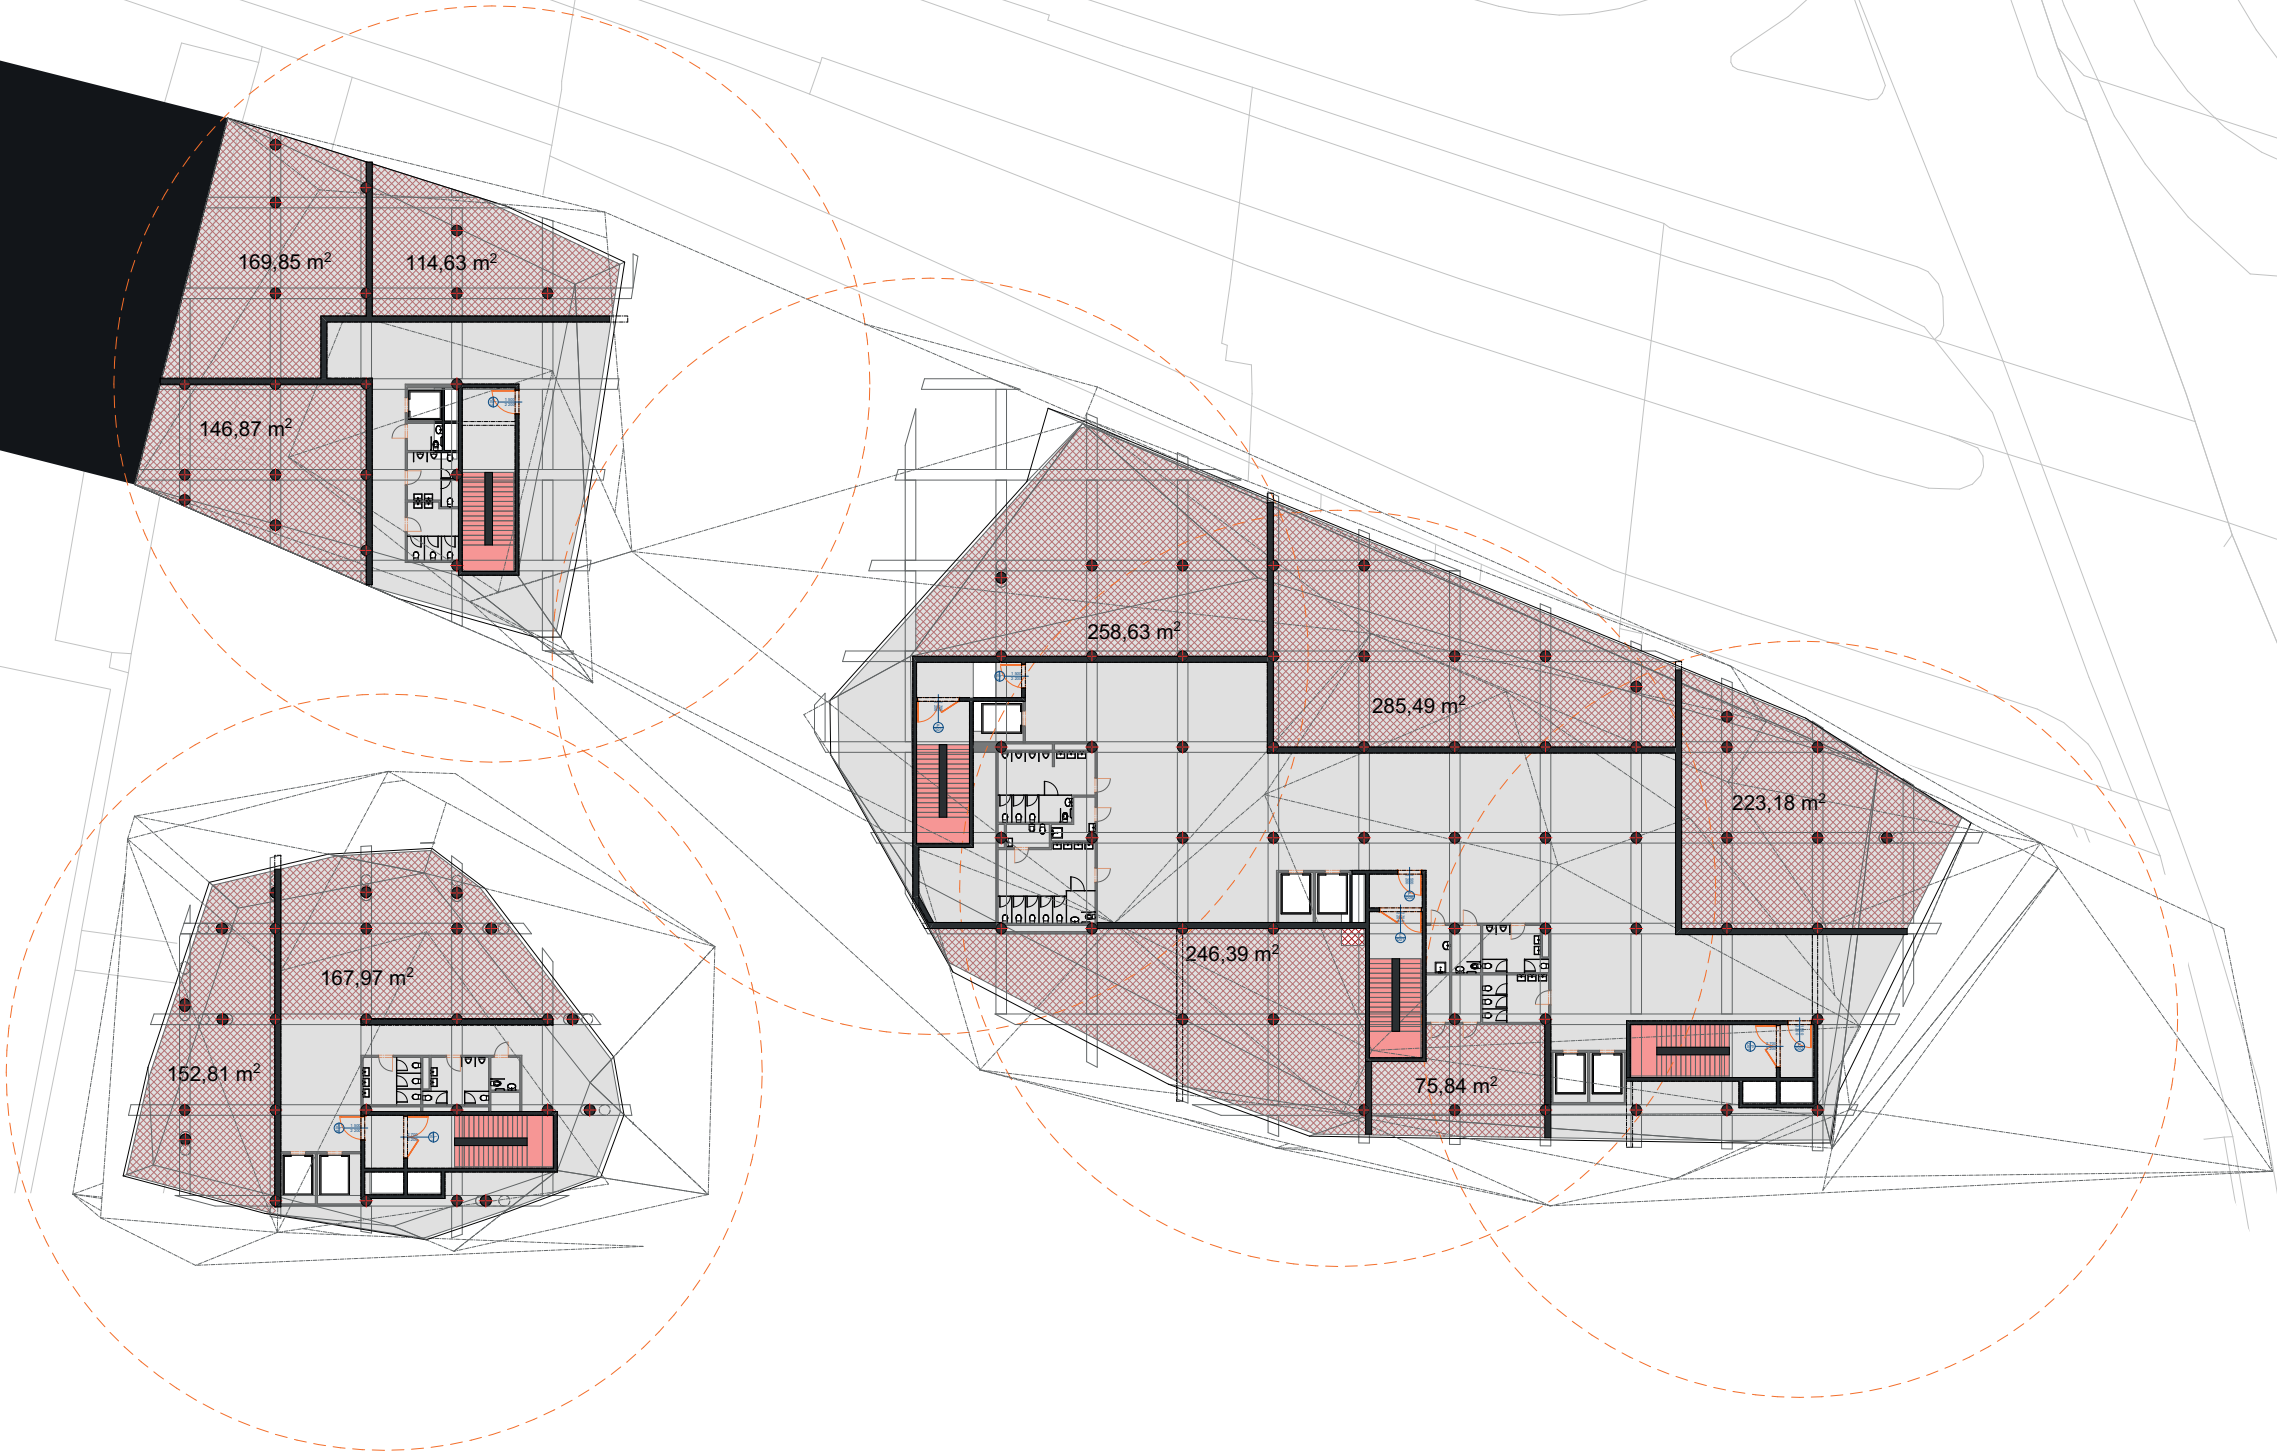 169,85 m²
114,63 m²
146,87 m²
258,63 m²
285,49 m²
223,18 m²
246,39 m²
167,97 m²
152,81 m²
75,84 m²